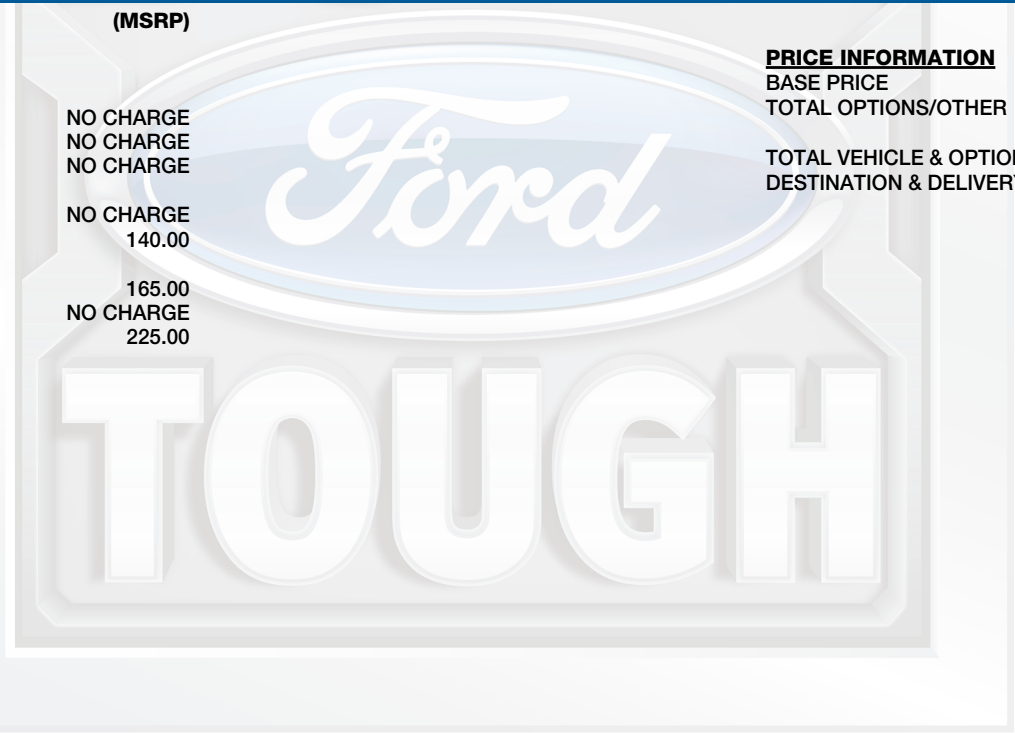 (MSRP)
NO CHARGE
NO CHARGE
NO CHARGE
NO CHARGE
140.00
165.00
NO CHARGE
225.00
PRICE INFORMATION
BASE PRICE
TOTAL OPTIONS/OTHER
TOTAL VEHICLE & OPTION
DESTINATION & DELIVERY
Ford
TOUGH